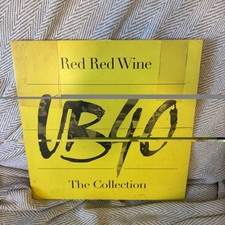 Red Red Wine
UB40
The Collection